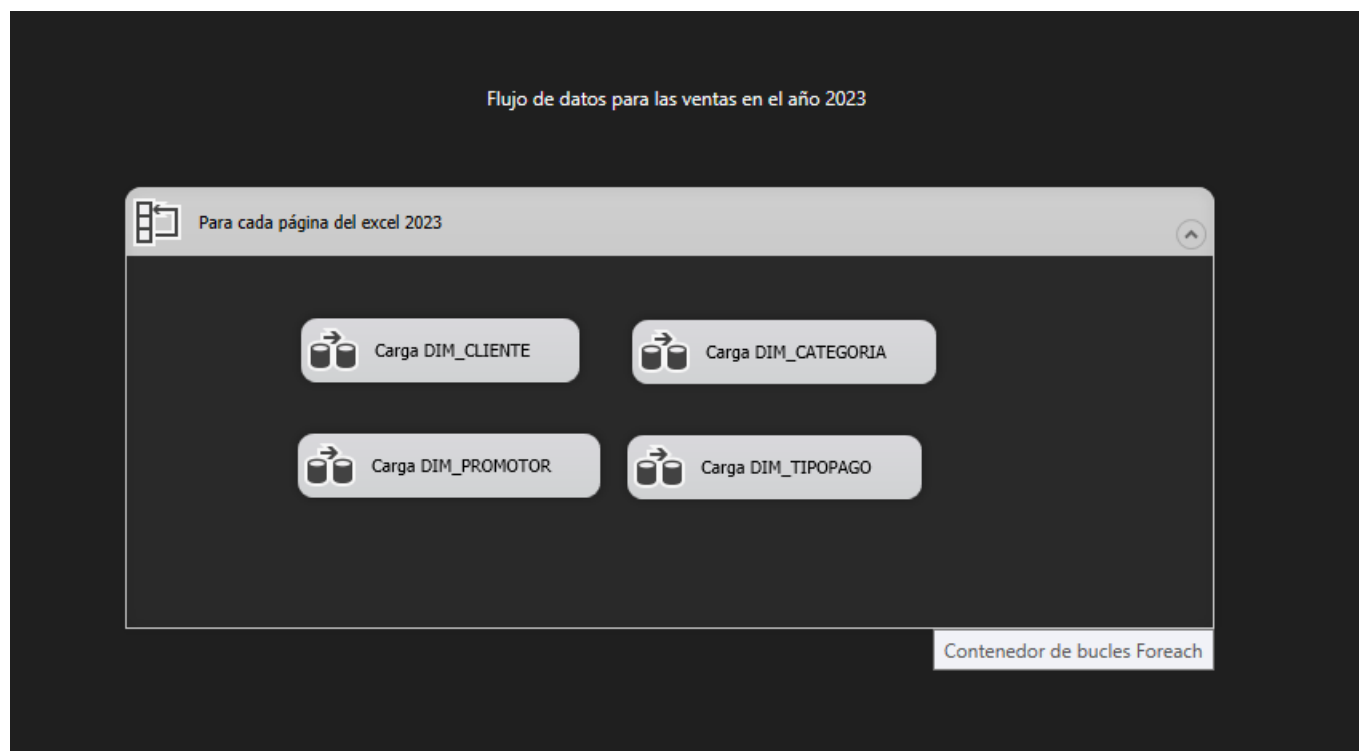 Flujo de datos para las ventas en el año 2023
Para cada página del excel 2023
Carga DIM_CLIENTE
Carga DIM_CATEGORIA
Carga DIM_PROMOTOR
Carga DIM_TIPOPAGO
Contenedor de bucles Foreach